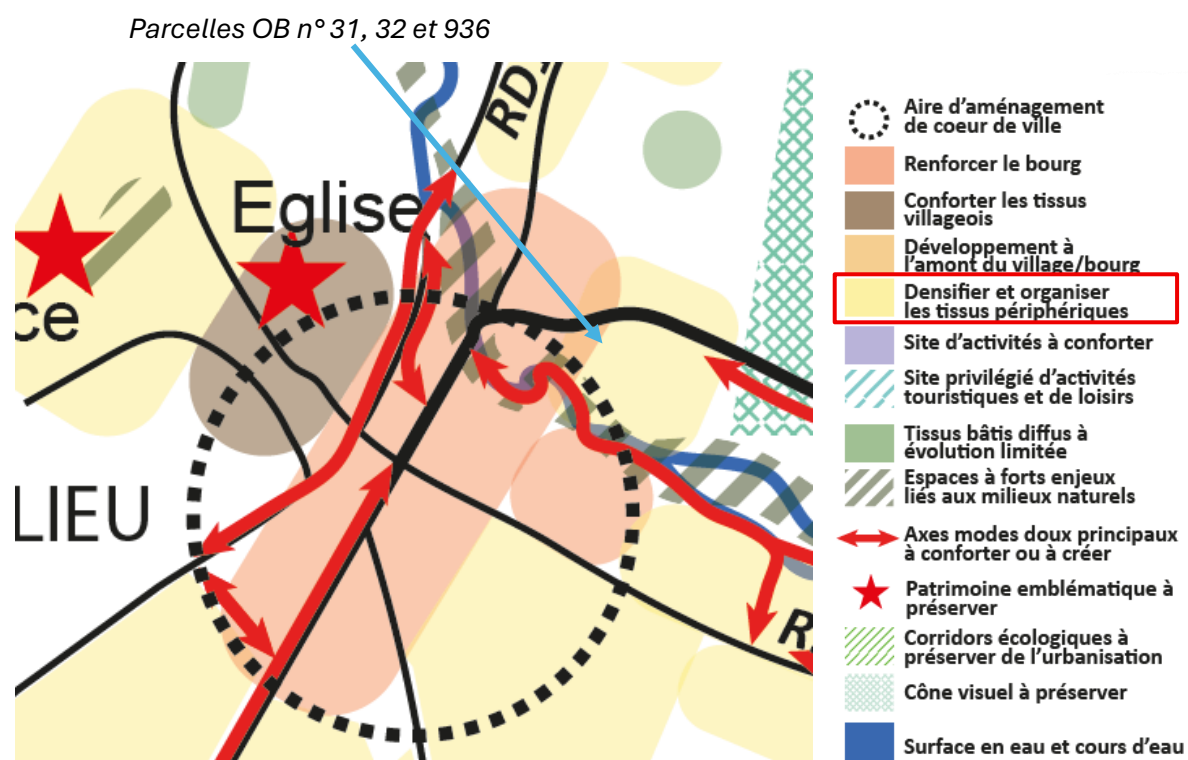 Parcelles OB n° 31, 32 et 936
RD
Eglise
ce
LIEU
R
Aire d'aménagement
de coeur de ville
Renforcer le bourg
Conforter les tissus
villageois
Développement à
l'amont du village/bourg
Densifier et organiser
les tissus périphériques
Site d'activités à conforter
Site privilégié d'activités
touristiques et de loisirs
Tissus bâtis diffus à
évolution limitée
Espaces à forts enjeux
liés aux milieux naturels
Axes modes doux principaux
à conforter ou à créer
Patrimoine emblématique à
préserver
Corridors écologiques à
préserver de l'urbanisation
Cône visuel à préserver
Surface en eau et cours d'eau